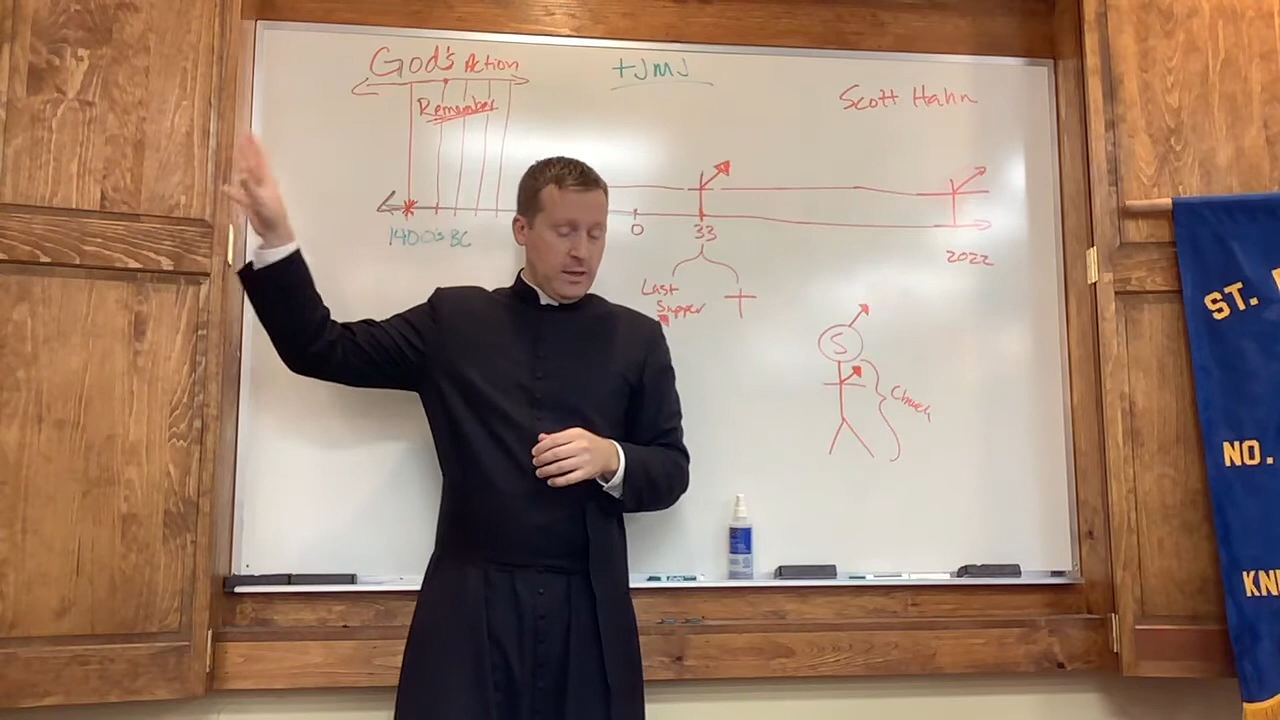 God's Action
+JMJ
Scott Hahn
Remember
1400's BC
0
33
2022
Last
Supper
S
Church
ST.
NO.
KN